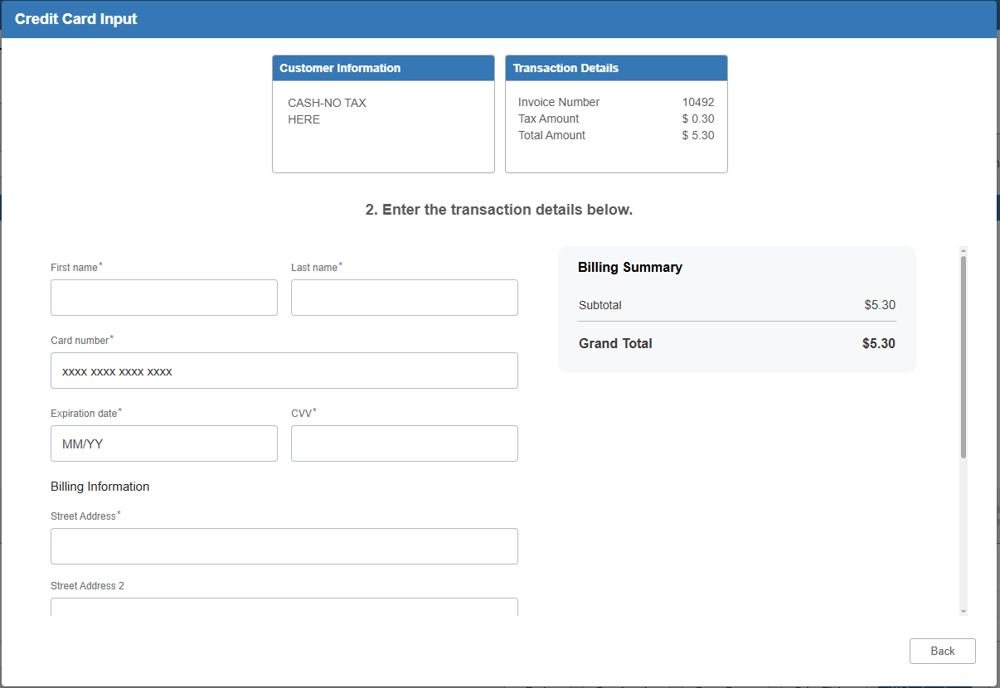 Credit Card Input
Customer Information
CASH-NO TAX
HERE
Transaction Details
Invoice Number 10492
Tax Amount $ 0.30
Total Amount $ 5.30
2. Enter the transaction details below.
First name* Last name*
Card number*
xxxx xxxx xxxx xxxx
Expiration date* CVV*
MM/YY
Billing Information
Street Address*
Street Address 2
Billing Summary
Subtotal $5.30
Grand Total $5.30
Back